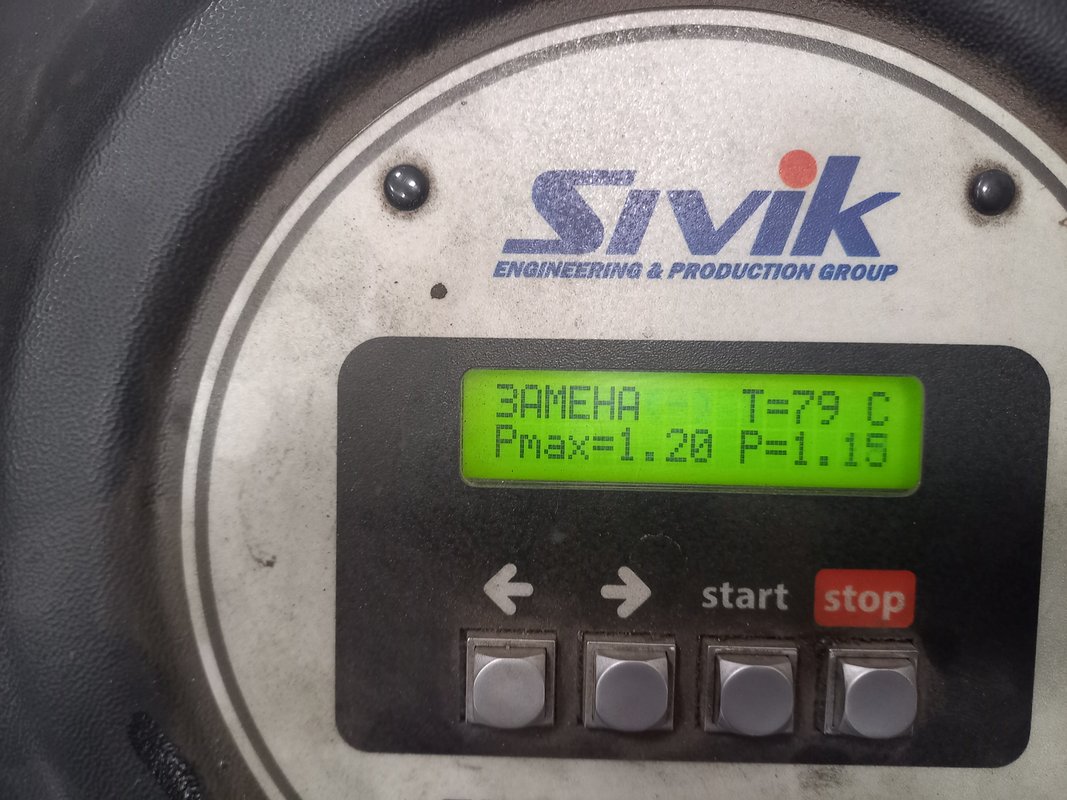 Sivik
ENGINEERING & PRODUCTION GROUP
ЗАМЕНА T=79 C
Pmax=1.20 P=1.15
← → start stop